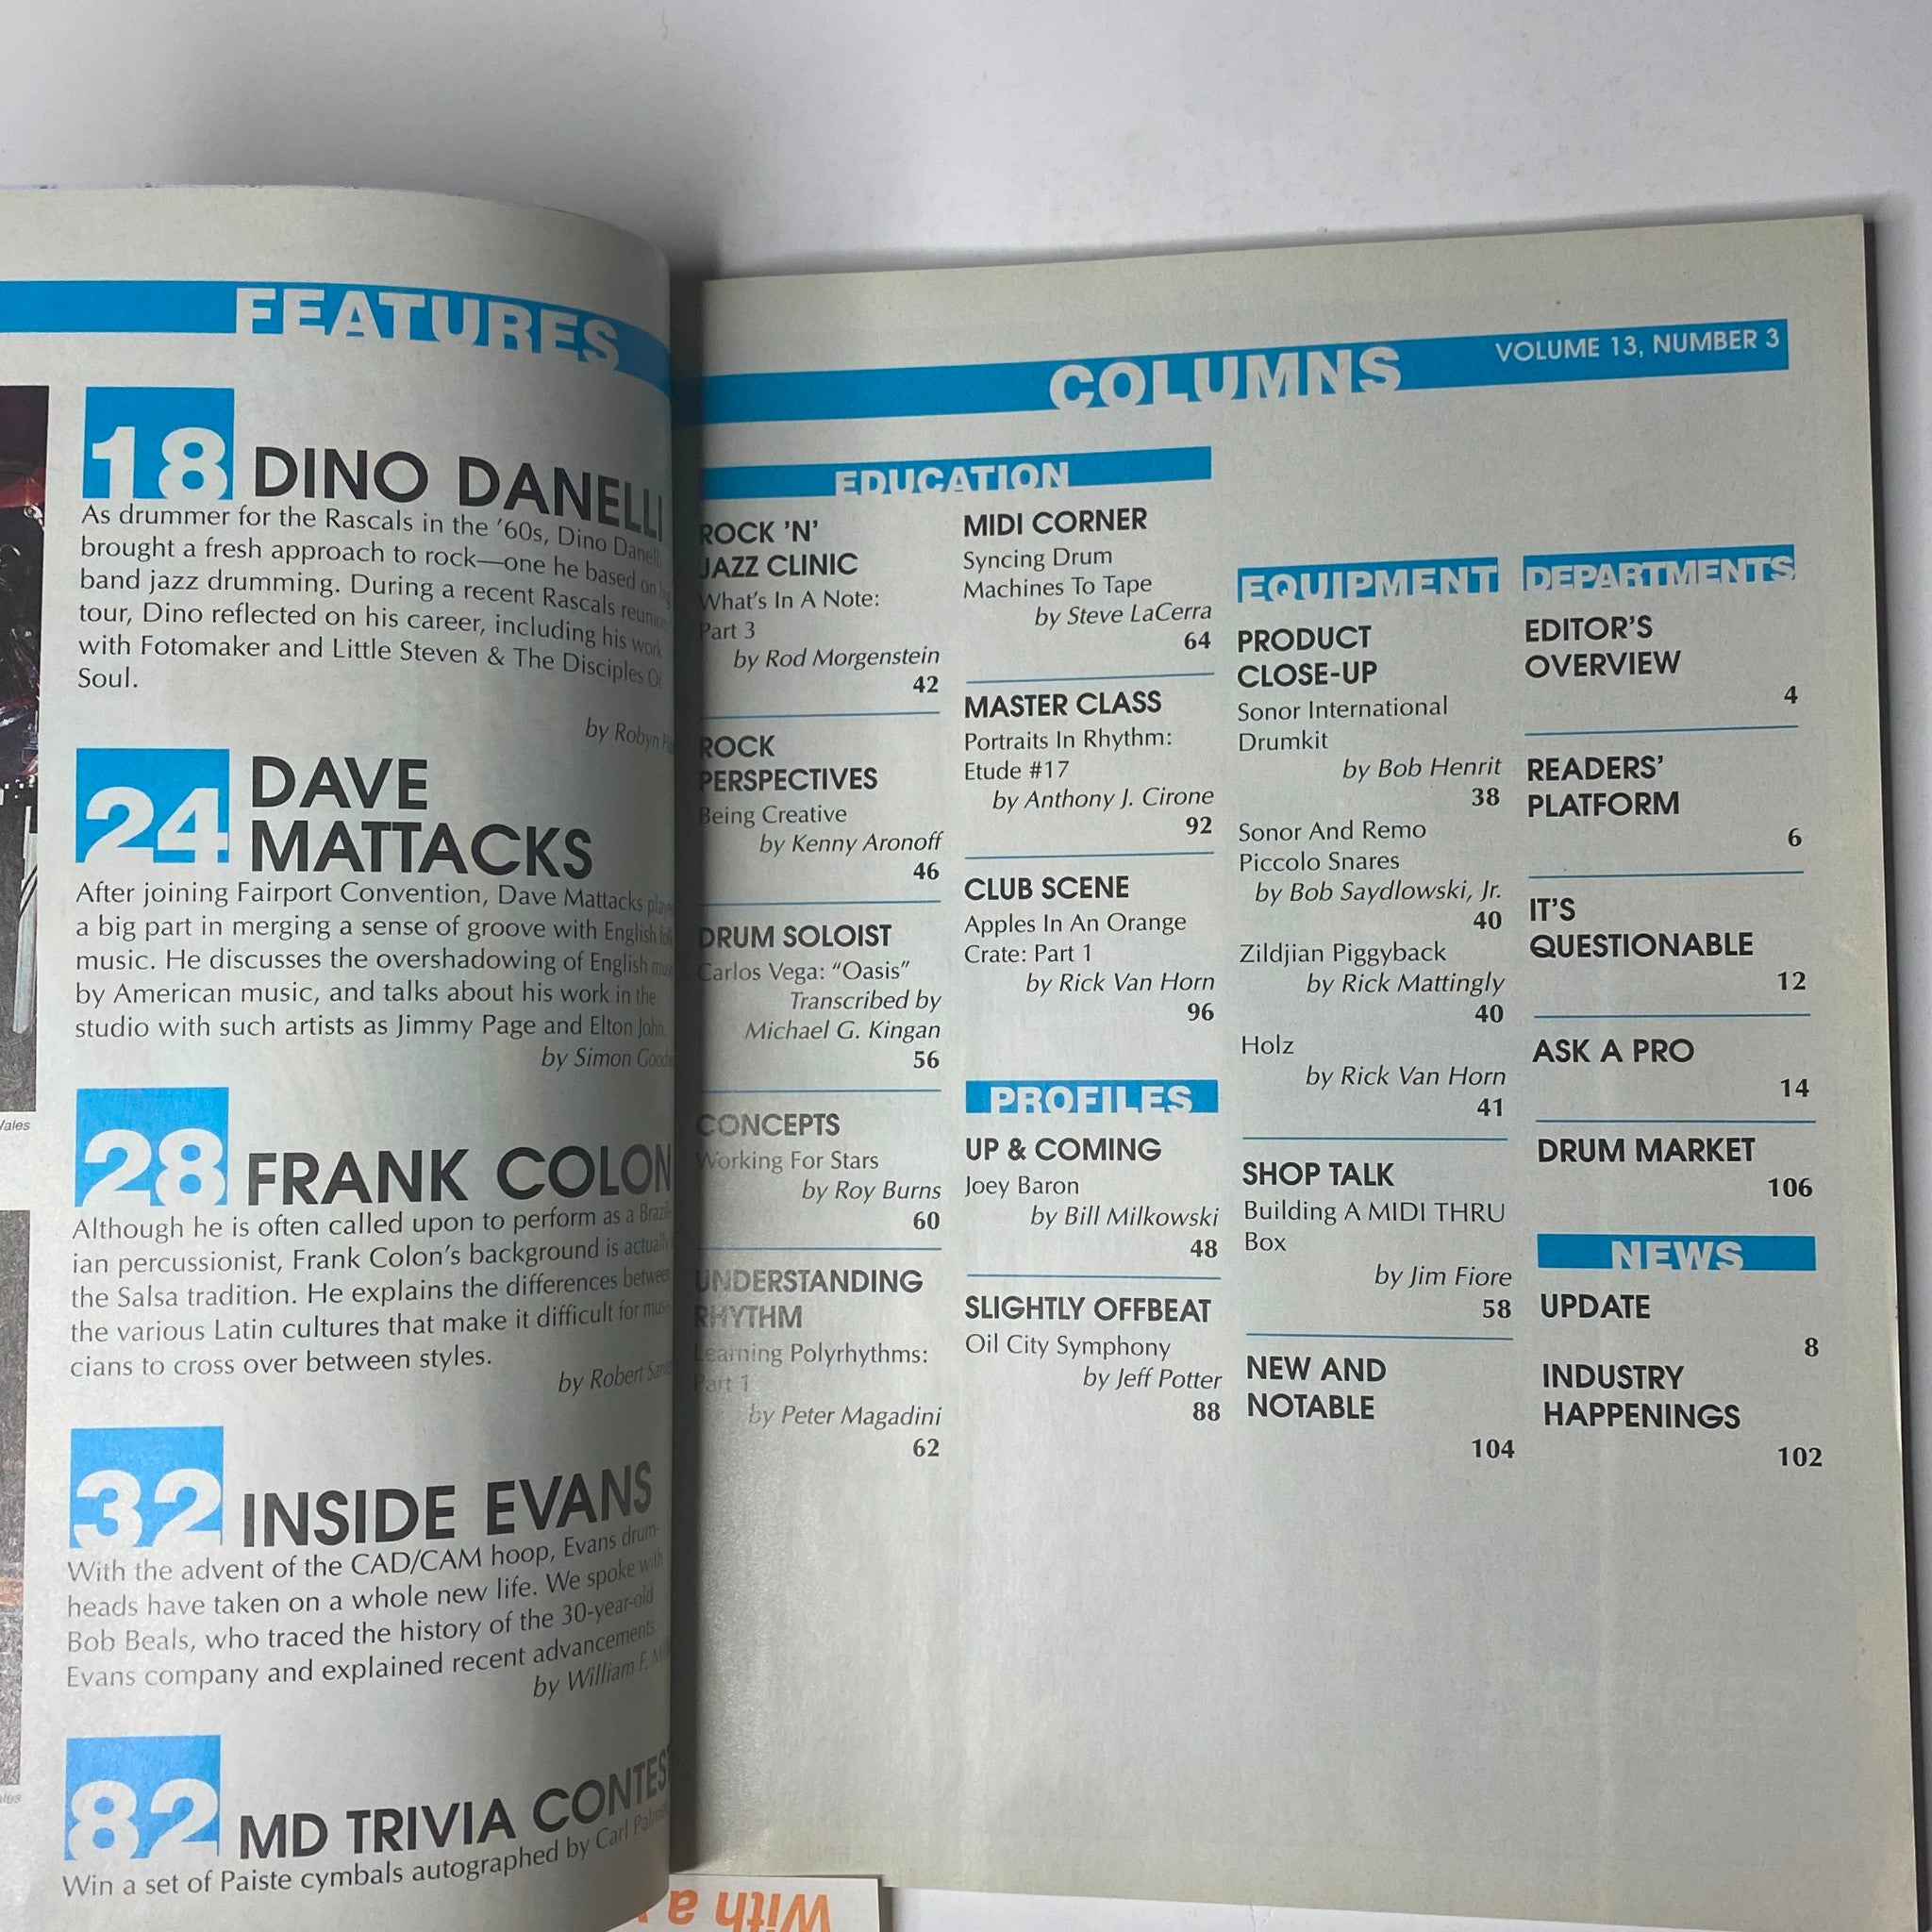 FEATURES
18 DINO DANELLI
As drummer for the Rascals in the '60s, Dino
brought a fresh approach to rock—one he based on
band jazz drumming. During a recent Rascals
tour, Dino reflected on his career, including his work
with Fotomaker and Little Steven & The Disciples Of
Soul.
by Robyn
24 DAVE
MATTACKS
After joining Fairport Convention, Dave Mattacks
a big part in merging a sense of groove with English
music. He discusses the overshadowing of English
by American music, and talks about his work in the
studio with such artists as Jimmy Page and Elton John.
by Simon
28 FRANK COLON
Although he is often called upon to perform as a Brazil-
ian percussionist, Frank Colon's background is actually
the Salsa tradition. He explains the differences between
the various Latin cultures that make it difficult for
cians to cross over between styles.
by Robert
32 INSIDE EVANS
With the advent of the CAD/CAM hoop, Evans drum-
heads have taken on a whole new life. We spoke with
Bob Beals, who traced the history of the 30-year-old
Evans company and explained recent advancements.
by William F.
82 MD TRIVIA CONTEST
Win a set of Paiste cymbals autographed by Carl
COLUMNS
VOLUME 13, NUMBER 3
EDUCATION
ROCK 'N'
JAZZ CLINIC
What's In A Note:
Part 3
by Rod Morgenstein
42
ROCK
PERSPECTIVES
Being Creative
by Kenny Aronoff
46
DRUM SOLOIST
Carlos Vega: "Oasis"
Transcribed by
Michael G. Kingan
56
CONCEPTS
Working For Stars
by Roy Burns
60
UNDERSTANDING
RHYTHM
Learning Polyrhythms:
Part 1
by Peter Magadini
62
MIDI CORNER
Syncing Drum
Machines To Tape
by Steve LaCerra
64
MASTER CLASS
Portraits In Rhythm:
Etude #17
by Anthony J. Cirone
92
CLUB SCENE
Apples In An Orange
Crate: Part 1
by Rick Van Horn
96
PROFILES
UP & COMING
Joey Baron
by Bill Milkowski
48
SLIGHTLY OFFBEAT
Oil City Symphony
by Jeff Potter
88
EQUIPMENT
PRODUCT
CLOSE-UP
Sonor International
Drumkit
by Bob Henrit
38
Sonor And Remo
Piccolo Snares
by Bob Saydlowski, Jr.
40
Zildjian Piggyback
by Rick Mattingly
40
Holz
by Rick Van Horn
41
SHOP TALK
Building A MIDI THRU
Box
by Jim Fiore
58
NEW AND
NOTABLE
104
DEPARTMENTS
EDITOR'S
OVERVIEW
4
READERS'
PLATFORM
6
IT'S
QUESTIONABLE
12
ASK A PRO
14
DRUM MARKET
106
NEWS
UPDATE
8
INDUSTRY
HAPPENINGS
102
With a